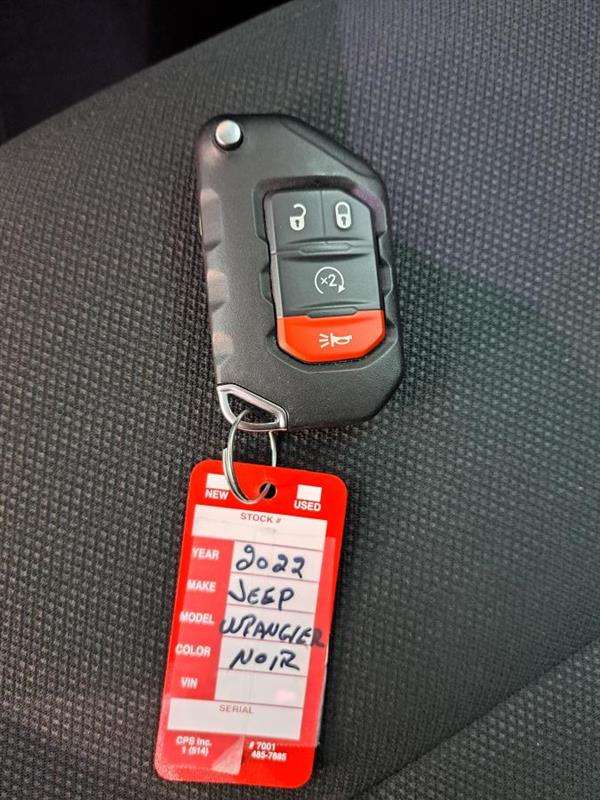 ×2
NEW
USED
STOCK #
YEAR 2022
MAKE JEEP
MODEL WRANGLER
COLOR NOIR
VIN
SERIAL
CPS Inc. # 7001
1 (514) 485-7885